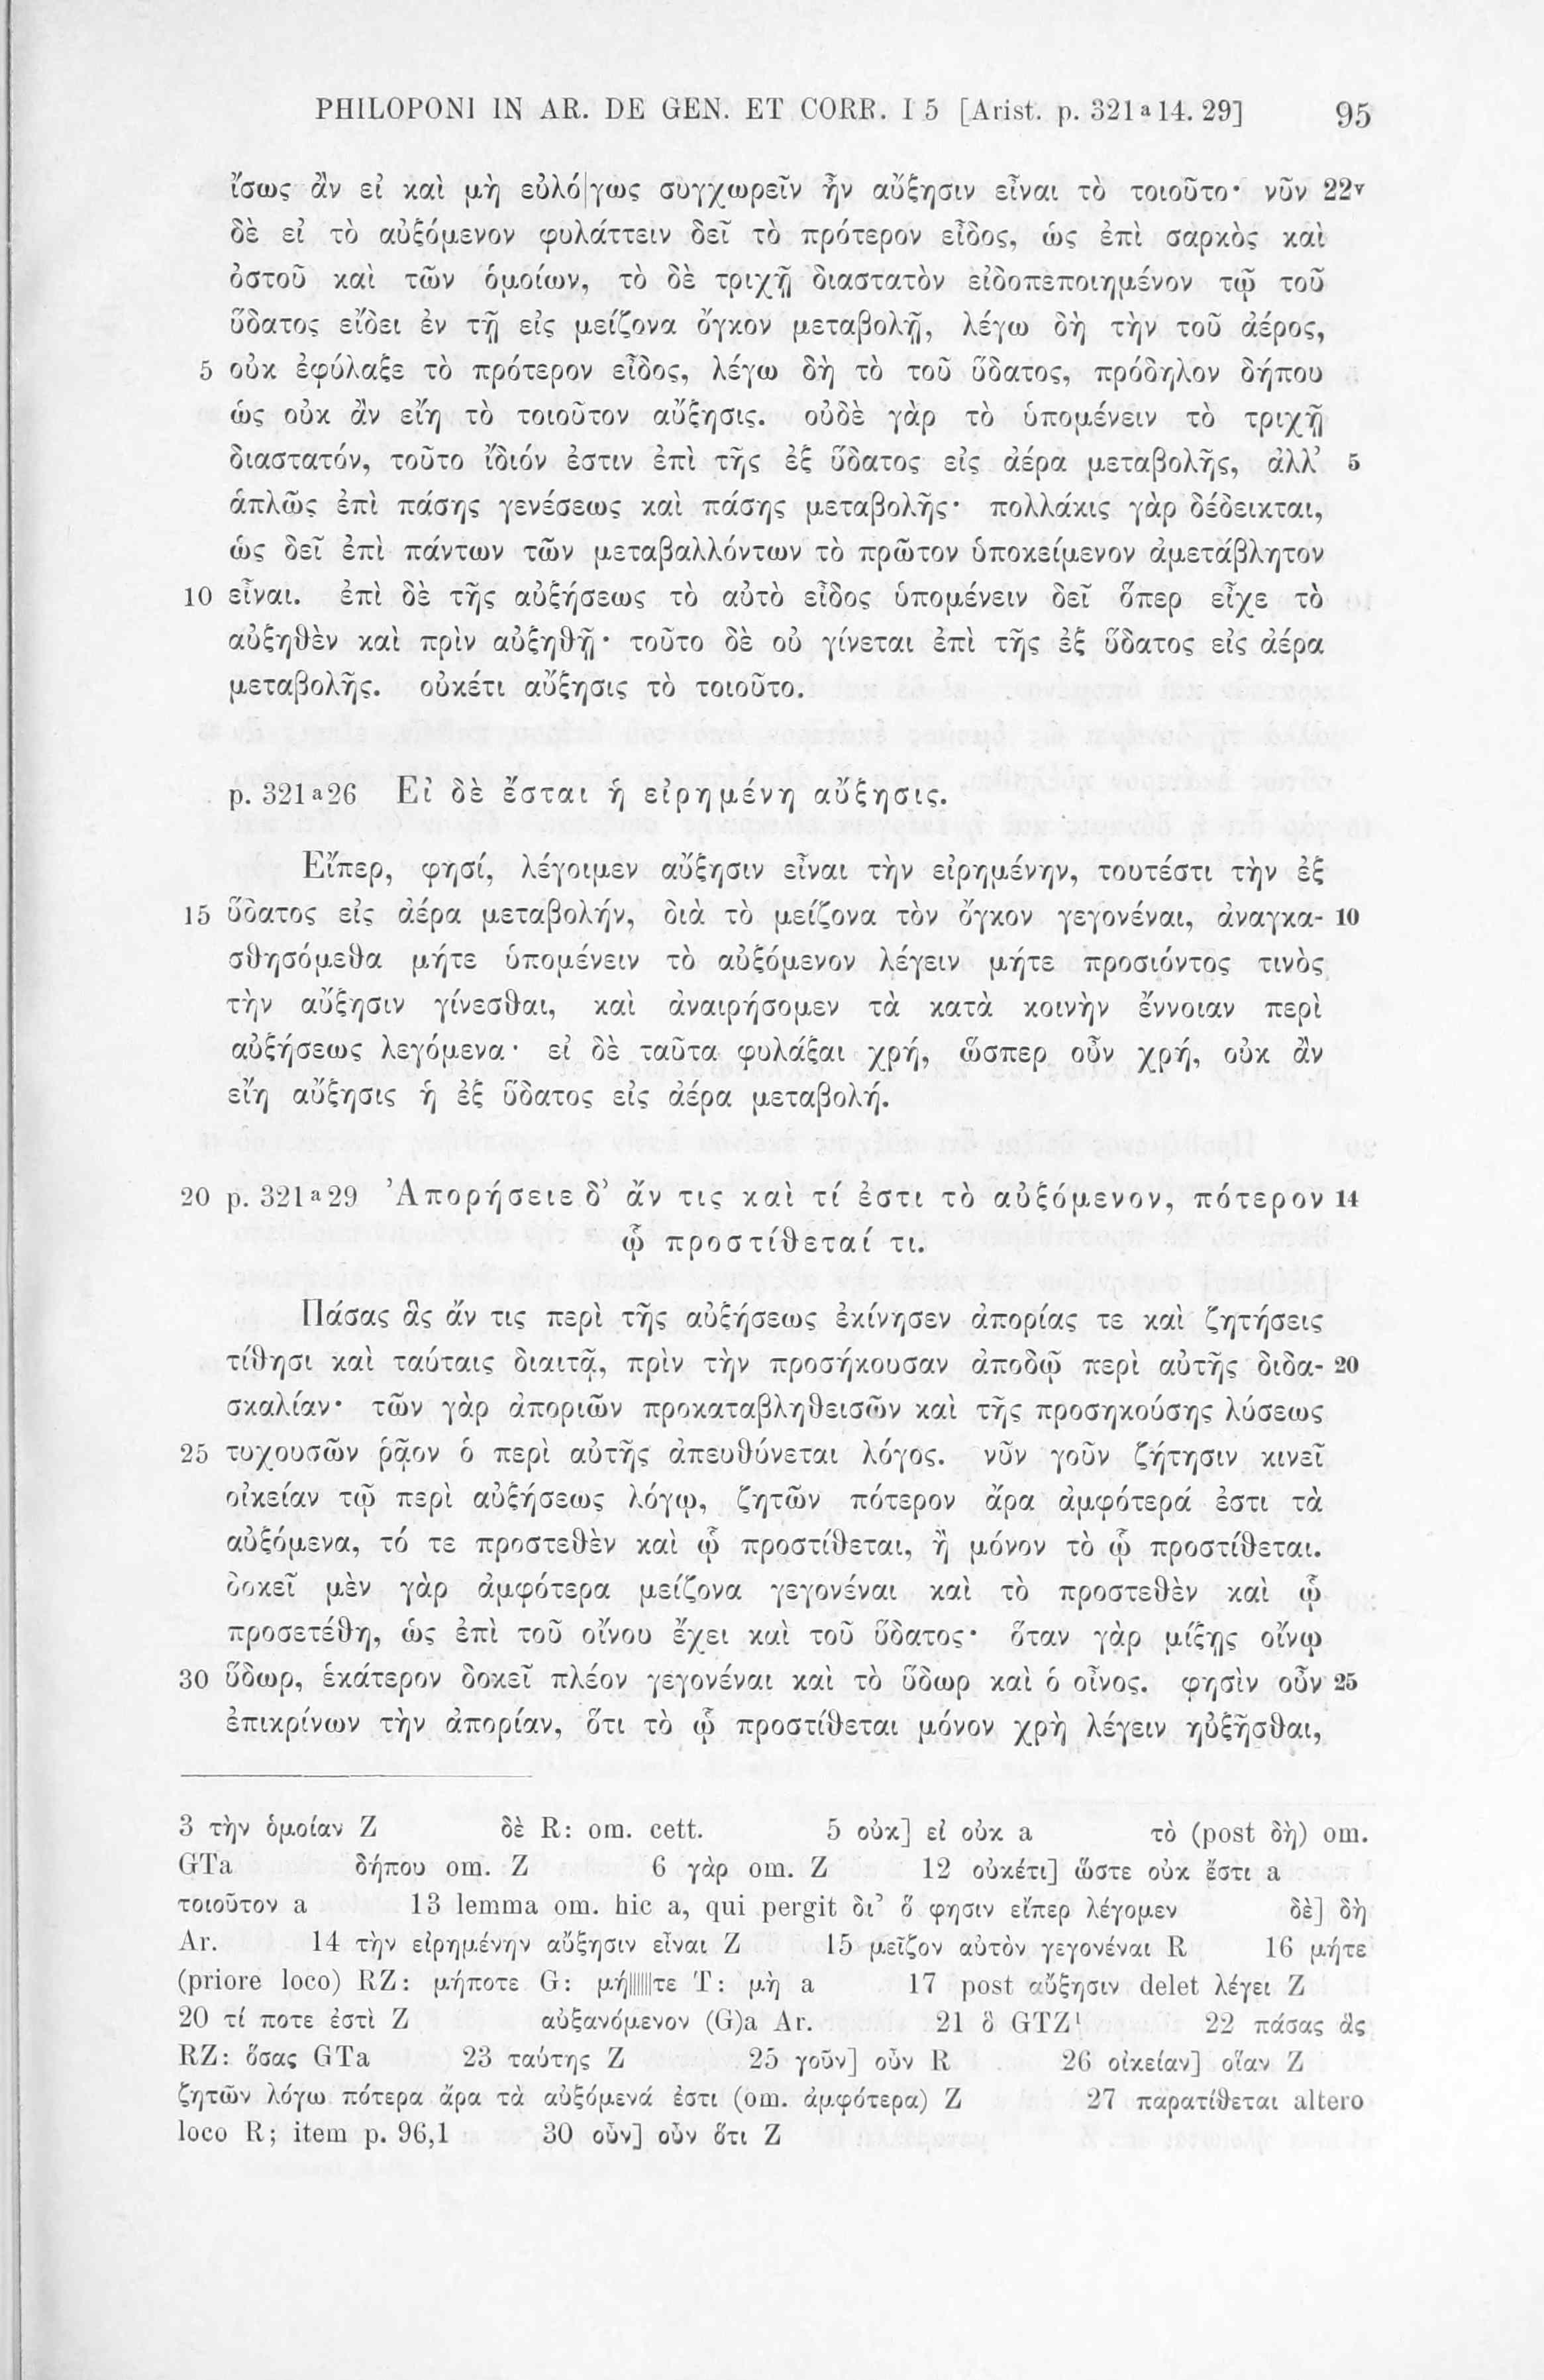 PHILOPONI IN AR. DE GEN. ET CORR. I 5 [Arist. p. 321ª14. 29] 95
ἴσως ἂν εἰ καὶ μὴ εὐλό|γως συγχωρεῖν ἦν αὔξησιν εἶναι τὸ τοιοῦτο· νῦν 22ᵛ
δὲ εἰ τὸ αὐξόμενον φυλάττειν δεῖ τὸ πρότερον εἶδος, ὡς ἐπὶ σαρκὸς καὶ
ὀστοῦ καὶ τῶν ὁμοίων, τὸ δὲ τριχῇ διαστατὸν εἰδοπεποιημένον τῷ τοῦ
ὕδατος εἴδει ἐν τῇ εἰς μείζονα ὄγκον μεταβολῇ, λέγω δὴ τὴν τοῦ ἀέρος,
5 οὐκ ἐφύλαξε τὸ πρότερον εἶδος, λέγω δὴ τὸ τοῦ ὕδατος, πρόδηλον δήπου
ὡς οὐκ ἂν εἴη τὸ τοιοῦτον αὔξησις. οὐδὲ γὰρ τὸ ὑπομένειν τὸ τριχῇ
διαστατόν, τοῦτο ἴδιόν ἐστιν ἐπὶ τῆς ἐξ ὕδατος εἰς ἀέρα μεταβολῆς, ἀλλ’ 5
ἁπλῶς ἐπὶ πάσης γενέσεως καὶ πάσης μεταβολῆς· πολλάκις γὰρ δέδεικται,
ὡς δεῖ ἐπὶ πάντων τῶν μεταβαλλόντων τὸ πρῶτον ὑποκείμενον ἀμετάβλητον
10 εἶναι. ἐπὶ δὲ τῆς αὐξήσεως τὸ αὐτὸ εἶδος ὑπομένειν δεῖ ὅπερ εἶχε τὸ
αὐξηθὲν καὶ πρὶν αὐξηθῇ· τοῦτο δὲ οὐ γίνεται ἐπὶ τῆς ἐξ ὕδατος εἰς ἀέρα
μεταβολῆς. οὐκέτι αὔξησις τὸ τοιοῦτο.
p. 321ª26 Εἰ δὲ ἔσται ἡ εἰρημένη αὔξησις.
Εἴπερ, φησί, λέγοιμεν αὔξησιν εἶναι τὴν εἰρημένην, τουτέστι τὴν ἐξ
15 ὕδατος εἰς ἀέρα μεταβολήν, διὰ τὸ μείζονα τὸν ὄγκον γεγονέναι, ἀναγκα- 10
σθησόμεθα μήτε ὑπομένειν τὸ αὐξόμενον λέγειν μήτε προσιόντος τινὸς
τὴν αὔξησιν γίνεσθαι, καὶ ἀναιρήσομεν τὰ κατὰ κοινὴν ἔννοιαν περὶ
αὐξήσεως λεγόμενα· εἰ δὲ ταῦτα φυλάξαι χρή, ὥσπερ οὖν χρή, οὐκ ἂν
εἴη αὔξησις ἡ ἐξ ὕδατος εἰς ἀέρα μεταβολή.
20 p. 321ª29 Ἀπορήσειε δ’ ἄν τις καὶ τί ἐστι τὸ αὐξόμενον, πότερον 14
ᾧ προστίθεταί τι.
Πάσας ἃς ἄν τις περὶ τῆς αὐξήσεως ἐκίνησεν ἀπορίας τε καὶ ζητήσεις
τίθησι καὶ ταύταις διαιτᾷ, πρὶν τὴν προσήκουσαν ἀποδῷ περὶ αὐτῆς διδα- 20
σκαλίαν· τῶν γὰρ ἀποριῶν προκαταβληθεισῶν καὶ τῆς προσηκούσης λύσεως
25 τυχουσῶν ῥᾷον ὁ περὶ αὐτῆς ἀπευθύνεται λόγος. νῦν γοῦν ζήτησιν κινεῖ
οἰκείαν τῷ περὶ αὐξήσεως λόγῳ, ζητῶν πότερον ἄρα ἀμφότερά ἐστι τὰ
αὐξόμενα, τό τε προστεθὲν καὶ ᾧ προστίθεται, ἢ μόνον τὸ ᾧ προστίθεται.
δοκεῖ μὲν γὰρ ἀμφότερα μείζονα γεγονέναι καὶ τὸ προστεθὲν καὶ ᾧ
προσετέθη, ὡς ἐπὶ τοῦ οἴνου ἔχει καὶ τοῦ ὕδατος· ὅταν γὰρ μίξῃς οἴνῳ
30 ὕδωρ, ἑκάτερον δοκεῖ πλέον γεγονέναι καὶ τὸ ὕδωρ καὶ ὁ οἶνος. φησὶν οὖν 25
ἐπικρίνων τὴν ἀπορίαν, ὅτι τὸ ᾧ προστίθεται μόνον χρὴ λέγειν ηὐξῆσθαι,
3 τὴν ὁμοίαν Z δὲ R: om. cett. 5 οὐκ] εἰ οὐκ a τὸ (post δὴ) om.
GTa δήπου om. Z 6 γὰρ om. Z 12 οὐκέτι] ὥστε οὐκ ἔστι a
τοιοῦτον a 13 lemma om. hic a, qui pergit δι’ ὅ φησιν εἴπερ λέγομεν δὲ] δὴ
Ar. 14 τὴν εἰρημένην αὔξησιν εἶναι Z 15 μεῖζον αὐτὸν γεγονέναι R 16 μήτε
(priore loco) RZ: μήποτε G: μή||||||τε T: μὴ a 17 post αὔξησιν delet λέγει Z
20 τί ποτε ἐστὶ Z αὐξανόμενον (G)a Ar. 21 ὃ GTZ¹ 22 πάσας ἃς
RZ: ὅσας GTa 23 ταύτης Z 25 γοῦν] οὖν R 26 οἰκείαν] οἵαν Z
ζητῶν λόγω πότερα ἄρα τὰ αὐξόμενά ἐστι (om. ἀμφότερα) Z 27 παρατίθεται altero
loco R; item p. 96,1 30 οὖν] οὖν ὅτι Z